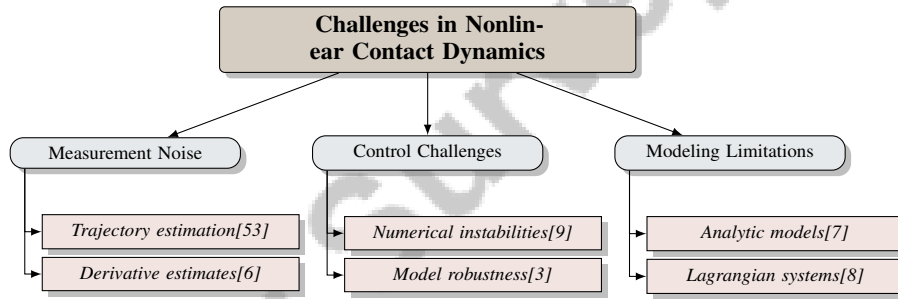 Challenges in Nonlin-
ear Contact Dynamics
Measurement Noise
Control Challenges
Modeling Limitations
Trajectory estimation[53]
Numerical instabilities[9]
Analytic models[7]
Derivative estimates[6]
Model robustness[3]
Lagrangian systems[8]